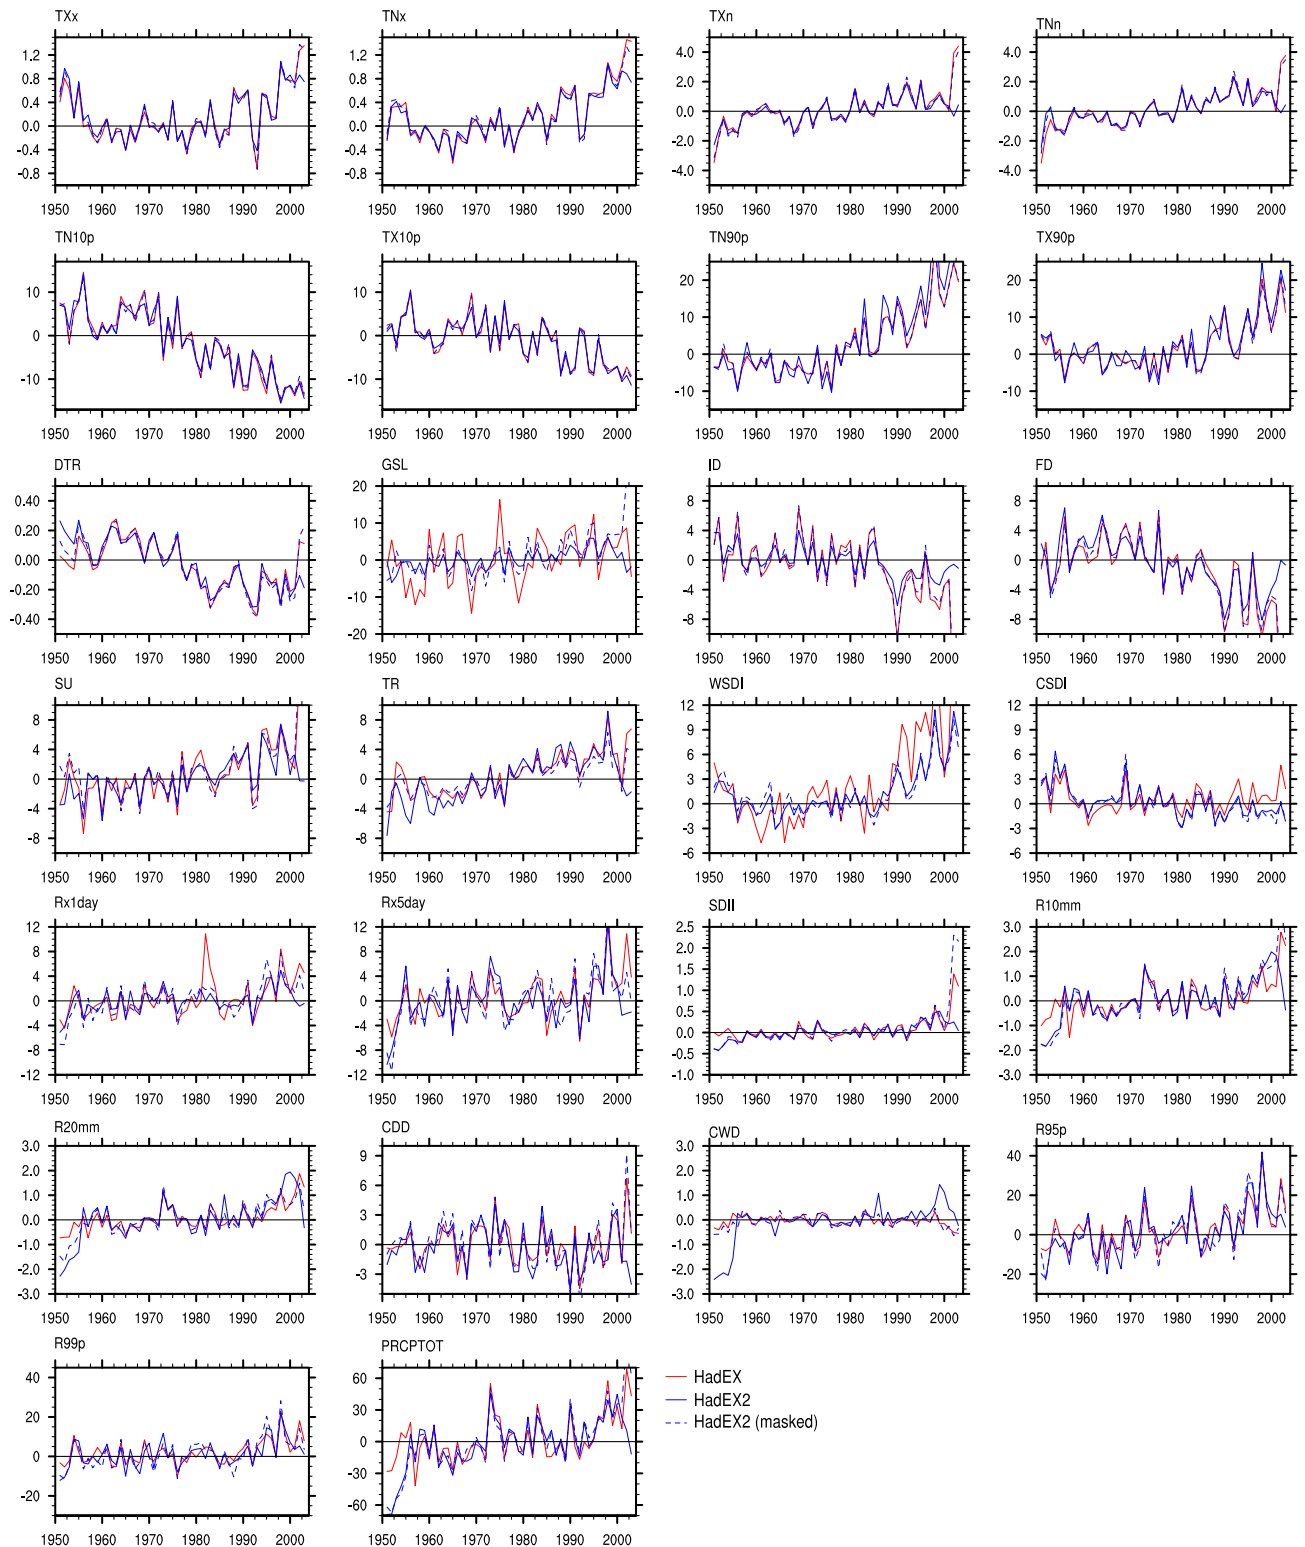 TXx TNx TXn TNn
1.2 1.2 4.0 4.0
0.8 0.8 2.0 2.0
0.4 0.4 0.0 0.0
0.0 0.0 -2.0 -2.0
-0.4 -0.4 -4.0 -4.0
-0.8 -0.8
1950 1960 1970 1980 1990 2000 1950 1960 1970 1980 1990 2000 1950 1960 1970 1980 1990 2000 1950 1960 1970 1980 1990 2000
TN10p TX10p TN90p TX90p
10 10 20 20
0 0 10 10
-10 -10 0 0
-10 -10
1950 1960 1970 1980 1990 2000 1950 1960 1970 1980 1990 2000 1950 1960 1970 1980 1990 2000 1950 1960 1970 1980 1990 2000
DTR GSL ID FD
0.40 20 8 8
0.20 10 4 4
0.00 0 0 0
-0.20 -10 -4 -4
-0.40 -20 -8 -8
1950 1960 1970 1980 1990 2000 1950 1960 1970 1980 1990 2000 1950 1960 1970 1980 1990 2000 1950 1960 1970 1980 1990 2000
SU TR WSDI CSDI
8 8 12 12
4 4 9 9
0 0 6 6
-4 -4 3 3
-8 -8 0 0
-3 -3
-6 -6
1950 1960 1970 1980 1990 2000 1950 1960 1970 1980 1990 2000 1950 1960 1970 1980 1990 2000 1950 1960 1970 1980 1990 2000
Rx1day Rx5day SDII R10mm
12 12 2.5 3.0
8 8 2.0 2.0
4 4 1.5 1.0
0 0 1.0 0.0
-4 -4 0.5 -1.0
-8 -8 0.0 -2.0
-12 -12 -0.5 -3.0
-1.0
1950 1960 1970 1980 1990 2000 1950 1960 1970 1980 1990 2000 1950 1960 1970 1980 1990 2000 1950 1960 1970 1980 1990 2000
R20mm CDD CWD R95p
3.0 9 3.0 40
2.0 6 2.0 20
1.0 3 1.0 0
0.0 0 0.0 -20
-1.0 -3 -1.0
-2.0 -2.0
-3.0 -3.0
1950 1960 1970 1980 1990 2000 1950 1960 1970 1980 1990 2000 1950 1960 1970 1980 1990 2000 1950 1960 1970 1980 1990 2000
R99p PRCPTOT
40 60
20 30
0 0
-20 -30
-60
1950 1960 1970 1980 1990 2000 1950 1960 1970 1980 1990 2000
HadEX
HadEX2
HadEX2 (masked)